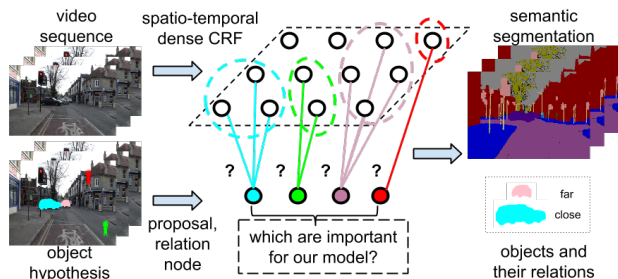 video
sequence
spatio-temporal
dense CRF
semantic
segmentation
? ? ? ?
proposal,
relation
node
which are important
for our model?
object
hypothesis
far
close
objects and
their relations